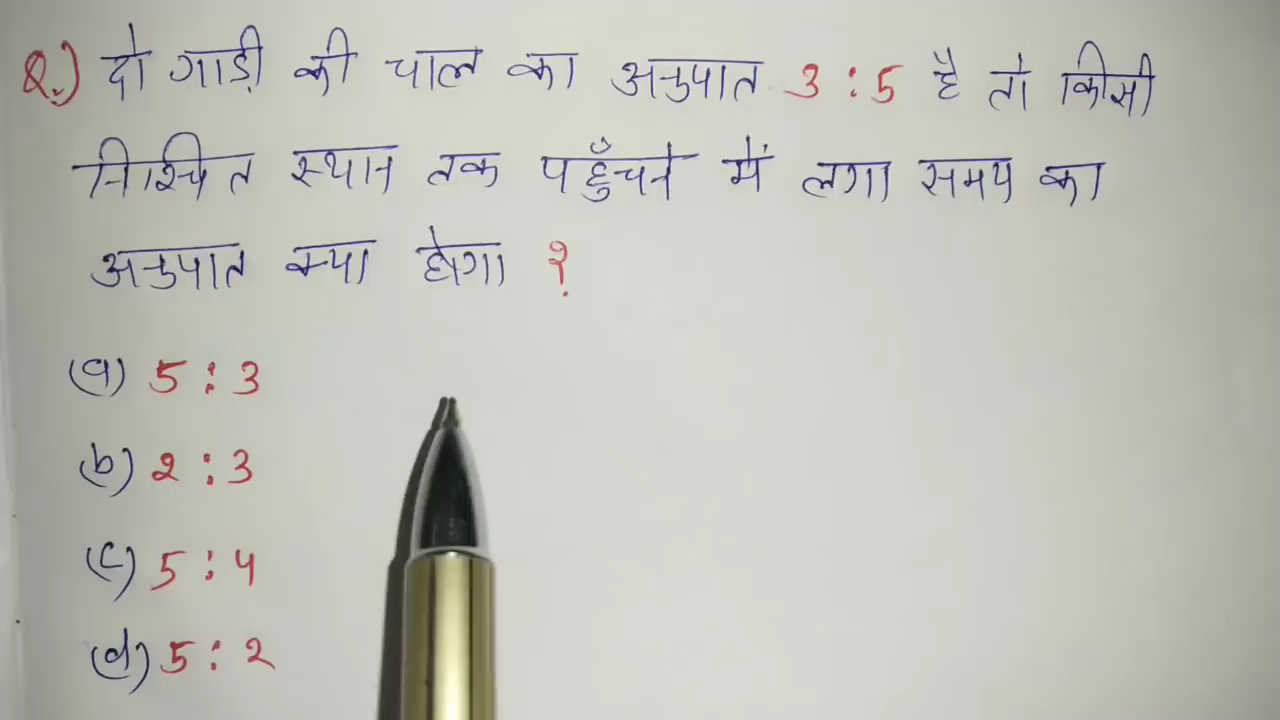 Q.) दो गाड़ी की चाल का अनुपात 3 : 5 है तो किसी
निश्चित स्थान तक पहुँचने में लगा समय का
अनुपात क्या होगा ?
(a) 5 : 3
(b) 2 : 3
(c) 5 : 4
(d) 5 : 2